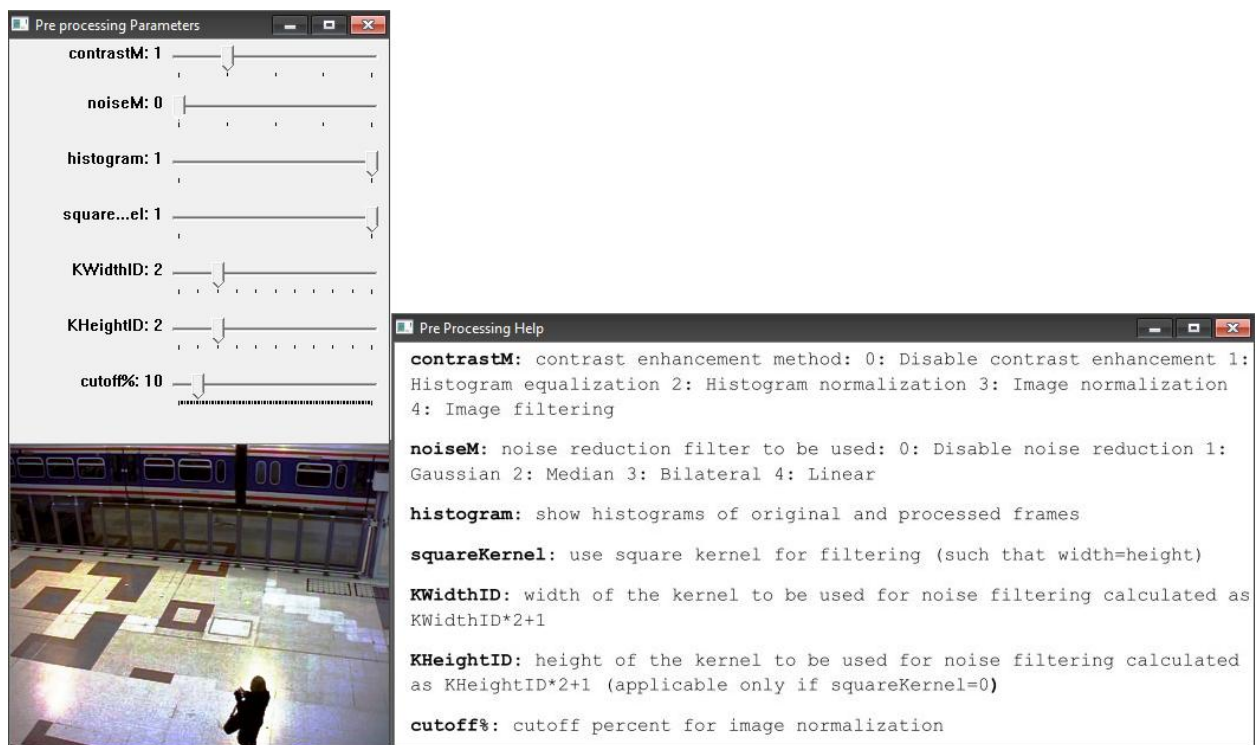 Pre processing Parameters
contrastM: 1
noiseM: 0
histogram: 1
square...el: 1
KWidthID: 2
KHeightID: 2
cutoff%: 10
Pre Processing Help
contrastM: contrast enhancement method: 0: Disable contrast enhancement 1:
Histogram equalization 2: Histogram normalization 3: Image normalization
4: Image filtering
noiseM: noise reduction filter to be used: 0: Disable noise reduction 1:
Gaussian 2: Median 3: Bilateral 4: Linear
histogram: show histograms of original and processed frames
squareKernel: use square kernel for filtering (such that width=height)
KWidthID: width of the kernel to be used for noise filtering calculated as
KWidthID*2+1
KHeightID: height of the kernel to be used for noise filtering calculated
as KHeightID*2+1 (applicable only if squareKernel=0)
cutoff%: cutoff percent for image normalization